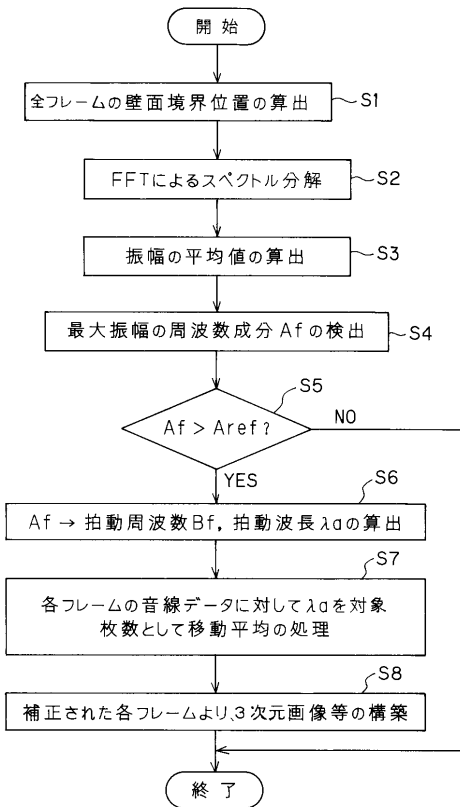 開始
全フレームの壁面境界位置の算出
S1
FFTによるスペクトル分解
S2
振幅の平均値の算出
S3
最大振幅の周波数成分Afの検出
S4
S5
Af > Aref?
NO
YES
S6
Af → 拍動周波数Bf, 拍動波長λaの算出
S7
各フレームの音線データに対してλaを対象
枚数として移動平均の処理
S8
補正された各フレームより、3次元画像等の構築
終了